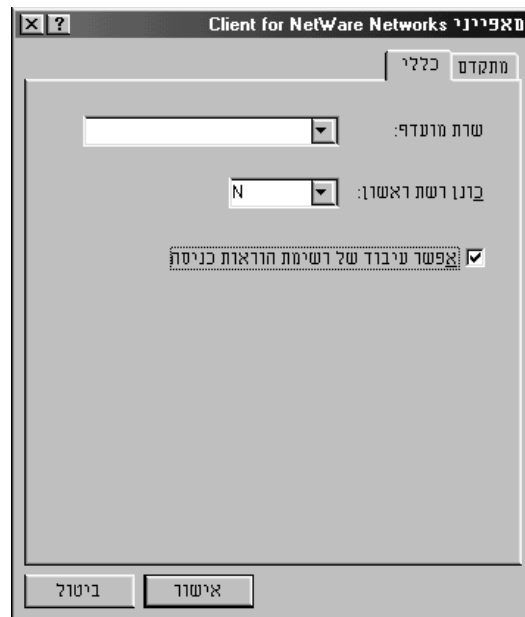 מאפייני Client for NetWare Networks
כללי
מתקדם
שרת מועדף:
כונן רשת ראשון: N
אפשר עיבוד של רשימת הוראות כניסה
אישור
ביטול